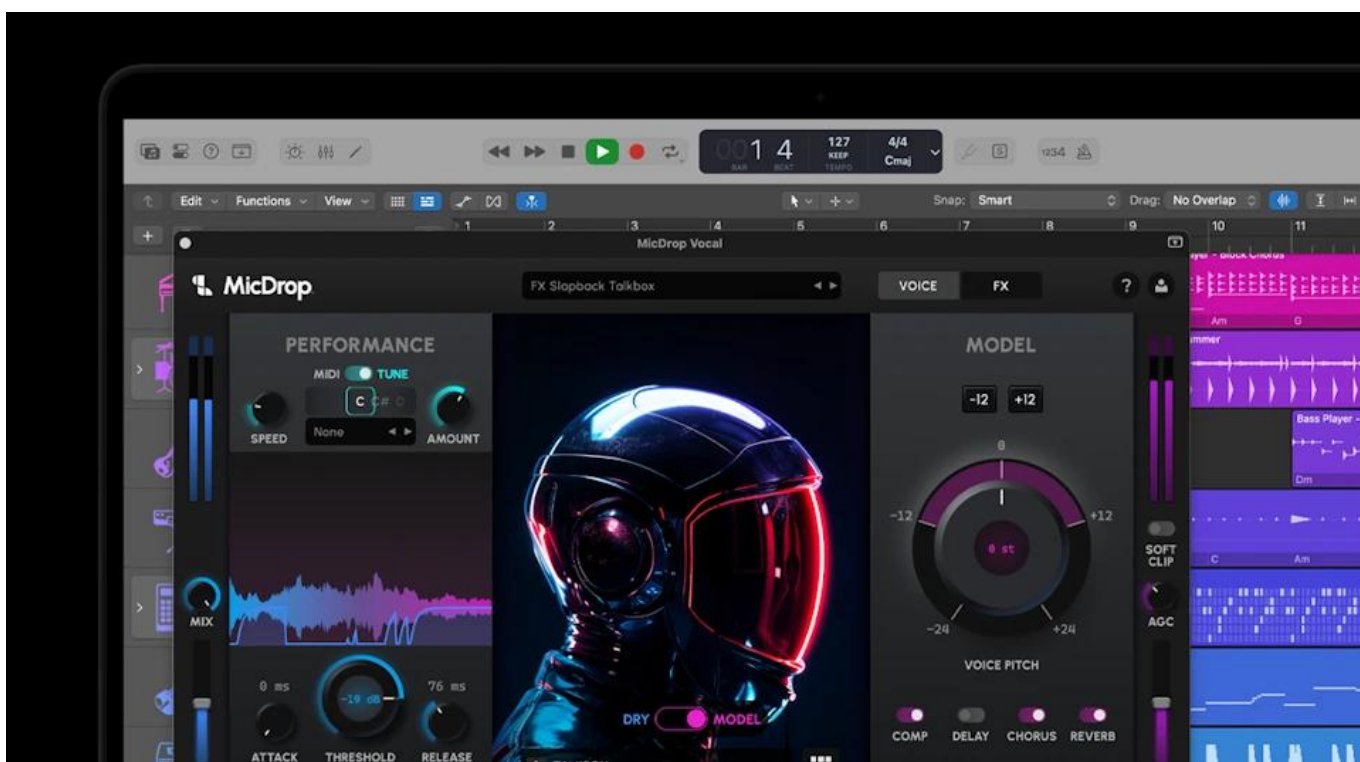 001 4 127 4/4
KEEP
BAR BEAT TEMPO Cmaj
1234
Edit Functions View Snap: Smart Drag: No Overlap
1 2 3 4 5 6 7 8 9 10 11
MicDrop Vocal
MicDrop
FX Slapback Talkbox
VOICE FX
?
Player - Block Chorus
Am G
PERFORMANCE
MIDI TUNE
C C# D
SPEED
None
AMOUNT
MODEL
-12 +12
0
-12 +12
0 st
-24 +24
VOICE PITCH
MIX
SOFT
CLIP
AGC
Bass Player -
Dm
C Am
0 ms
-19 dB
76 ms
ATTACK THRESHOLD RELEASE
DRY MODEL
COMP DELAY CHORUS REVERB